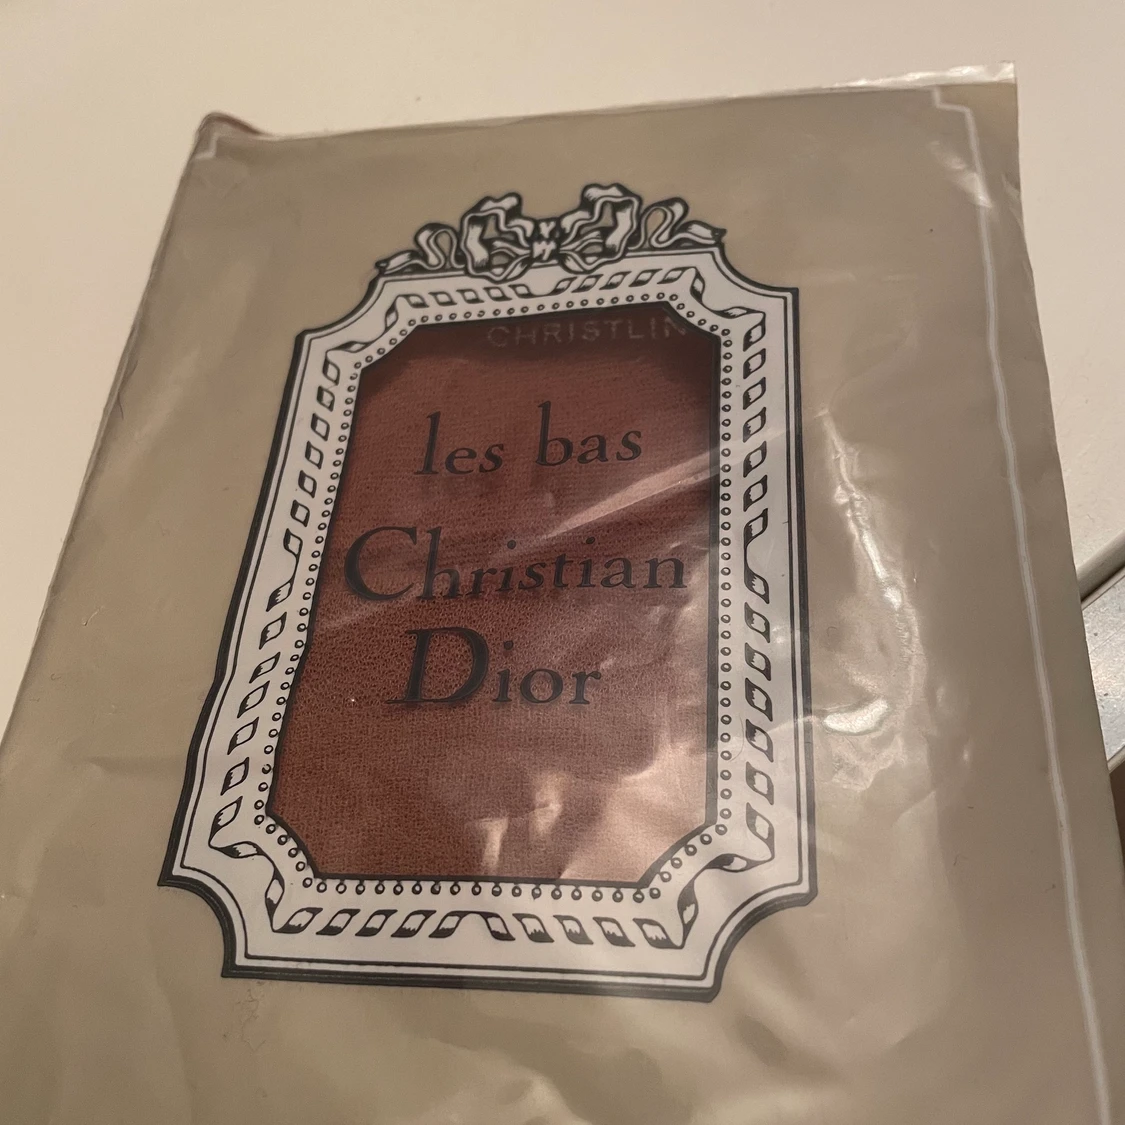 CHRISTLIN
les bas
Christian
Dior